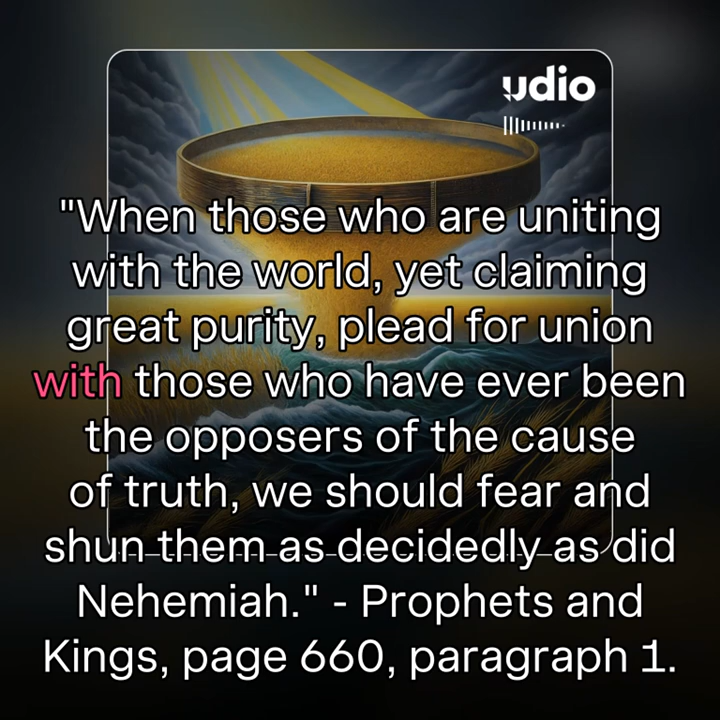 udio
"When those who are uniting
with the world, yet claiming
great purity, plead for union
with those who have ever been
the opposers of the cause
of truth, we should fear and
shun them as decidedly as did
Nehemiah." - Prophets and
Kings, page 660, paragraph 1.